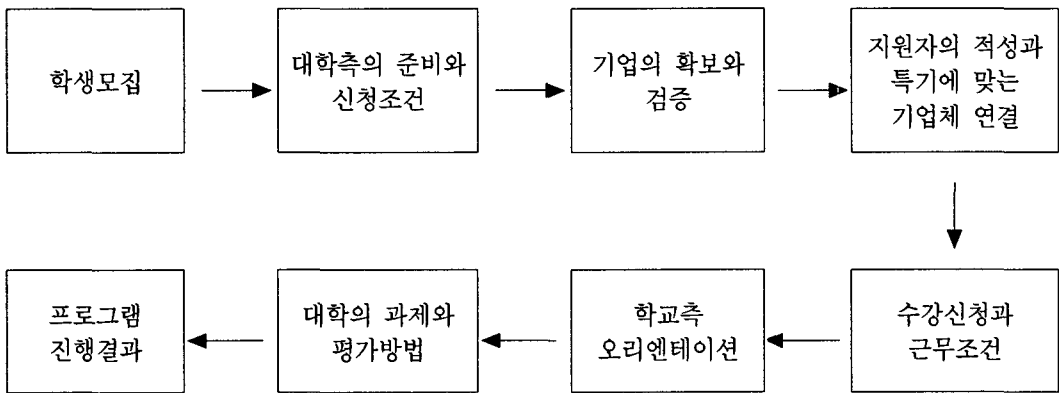 학생모집
대학측의 준비와
신청조건
기업의 확보와
검증
지원자의 적성과
특기에 맞는
기업체 연결
수강신청과
근무조건
학교측
오리엔테이션
대학의 과제와
평가방법
프로그램
진행결과